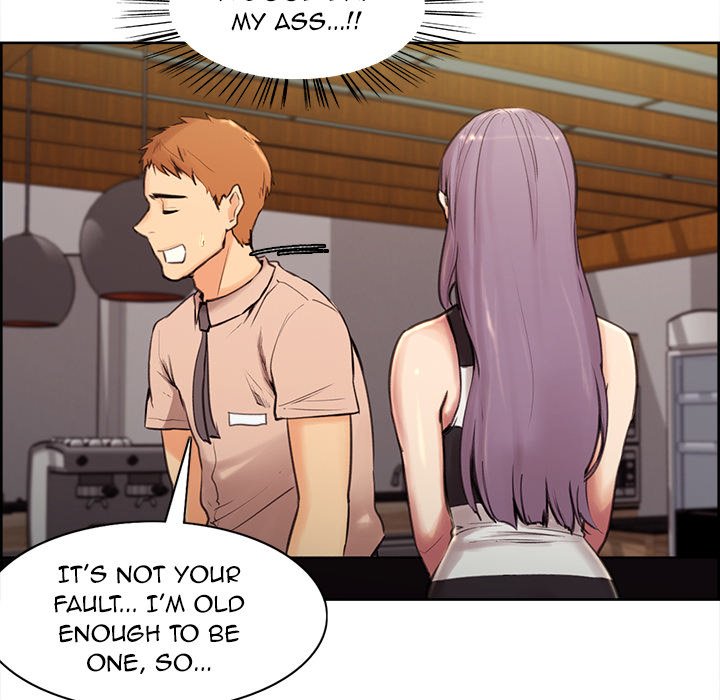 MY ASS...!!
IT'S NOT YOUR
FAULT... I'M OLD
ENOUGH TO BE
ONE, SO...